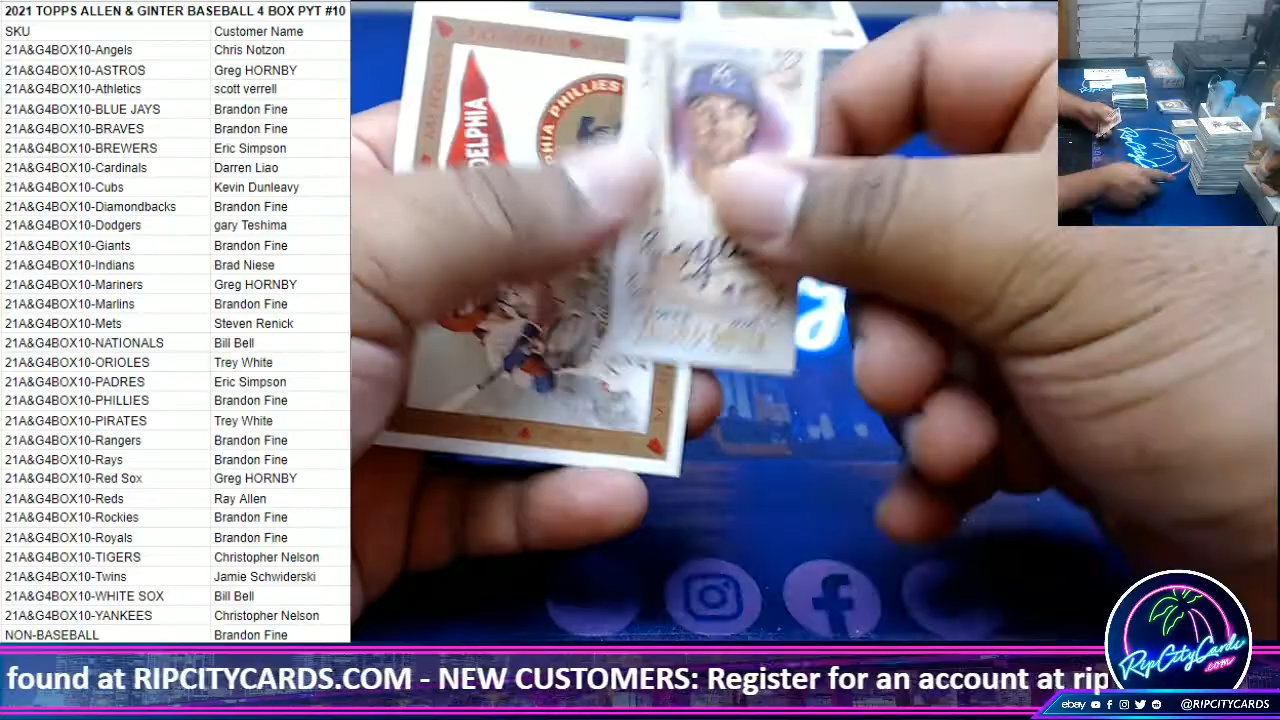 2021 TOPPS ALLEN & GINTER BASEBALL 4 BOX PYT #10
SKU Customer Name
21A&G4BOX10-Angels Chris Notzon
21A&G4BOX10-ASTROS Greg HORNBY
21A&G4BOX10-Athletics scott verrell
21A&G4BOX10-BLUE JAYS Brandon Fine
21A&G4BOX10-BRAVES Brandon Fine
21A&G4BOX10-BREWERS Eric Simpson
21A&G4BOX10-Cardinals Darren Liao
21A&G4BOX10-Cubs Kevin Dunleavy
21A&G4BOX10-Diamondbacks Brandon Fine
21A&G4BOX10-Dodgers gary Teshima
21A&G4BOX10-Giants Brandon Fine
21A&G4BOX10-Indians Brad Niese
21A&G4BOX10-Mariners Greg HORNBY
21A&G4BOX10-Marlins Brandon Fine
21A&G4BOX10-Mets Steven Renick
21A&G4BOX10-NATIONALS Bill Bell
21A&G4BOX10-ORIOLES Trey White
21A&G4BOX10-PADRES Eric Simpson
21A&G4BOX10-PHILLIES Brandon Fine
21A&G4BOX10-PIRATES Trey White
21A&G4BOX10-Rangers Brandon Fine
21A&G4BOX10-Rays Brandon Fine
21A&G4BOX10-Red Sox Greg HORNBY
21A&G4BOX10-Reds Ray Allen
21A&G4BOX10-Rockies Brandon Fine
21A&G4BOX10-Royals Brandon Fine
21A&G4BOX10-TIGERS Christopher Nelson
21A&G4BOX10-Twins Jamie Schwiderski
21A&G4BOX10-WHITE SOX Bill Bell
21A&G4BOX10-YANKEES Christopher Nelson
NON-BASEBALL Brandon Fine
DELPHIA
PHIA PHILLIES
RipCityCards
.com
found at RIPCITYCARDS.COM - NEW CUSTOMERS: Register for an account at rip
ebay @RIPCITYCARDS